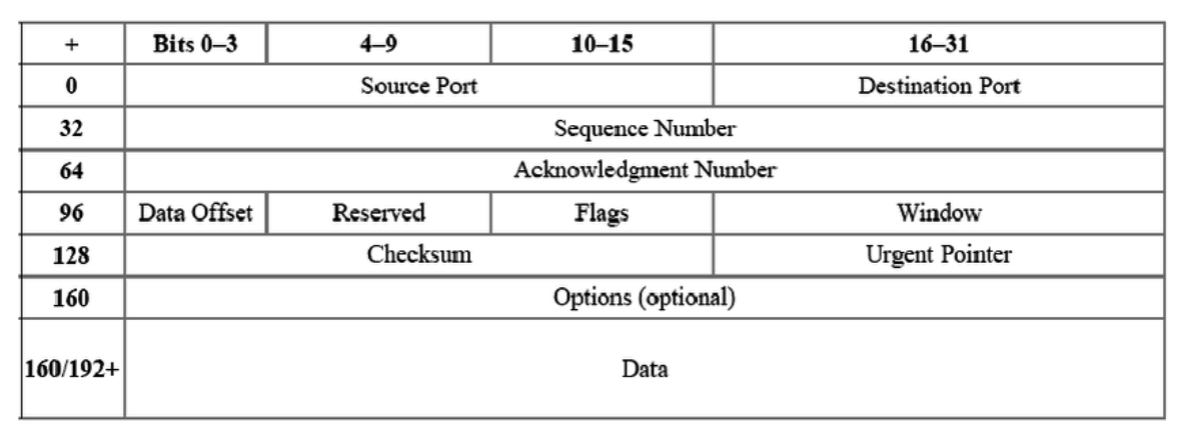 + Bits 0–3 4–9 10–15 16–31
0 Source Port Destination Port
32 Sequence Number
64 Acknowledgment Number
96 Data Offset Reserved Flags Window
128 Checksum Urgent Pointer
160 Options (optional)
160/192+ Data